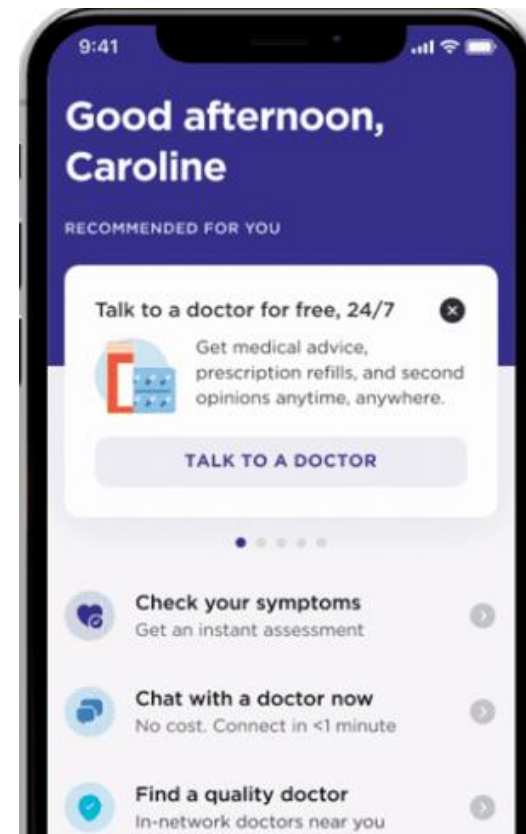 9:41
Good afternoon,
Caroline
RECOMMENDED FOR YOU
Talk to a doctor for free, 24/7
Get medical advice,
prescription refills, and second
opinions anytime, anywhere.
TALK TO A DOCTOR
Check your symptoms
Get an instant assessment
Chat with a doctor now
No cost. Connect in <1 minute
Find a quality doctor
In-network doctors near you